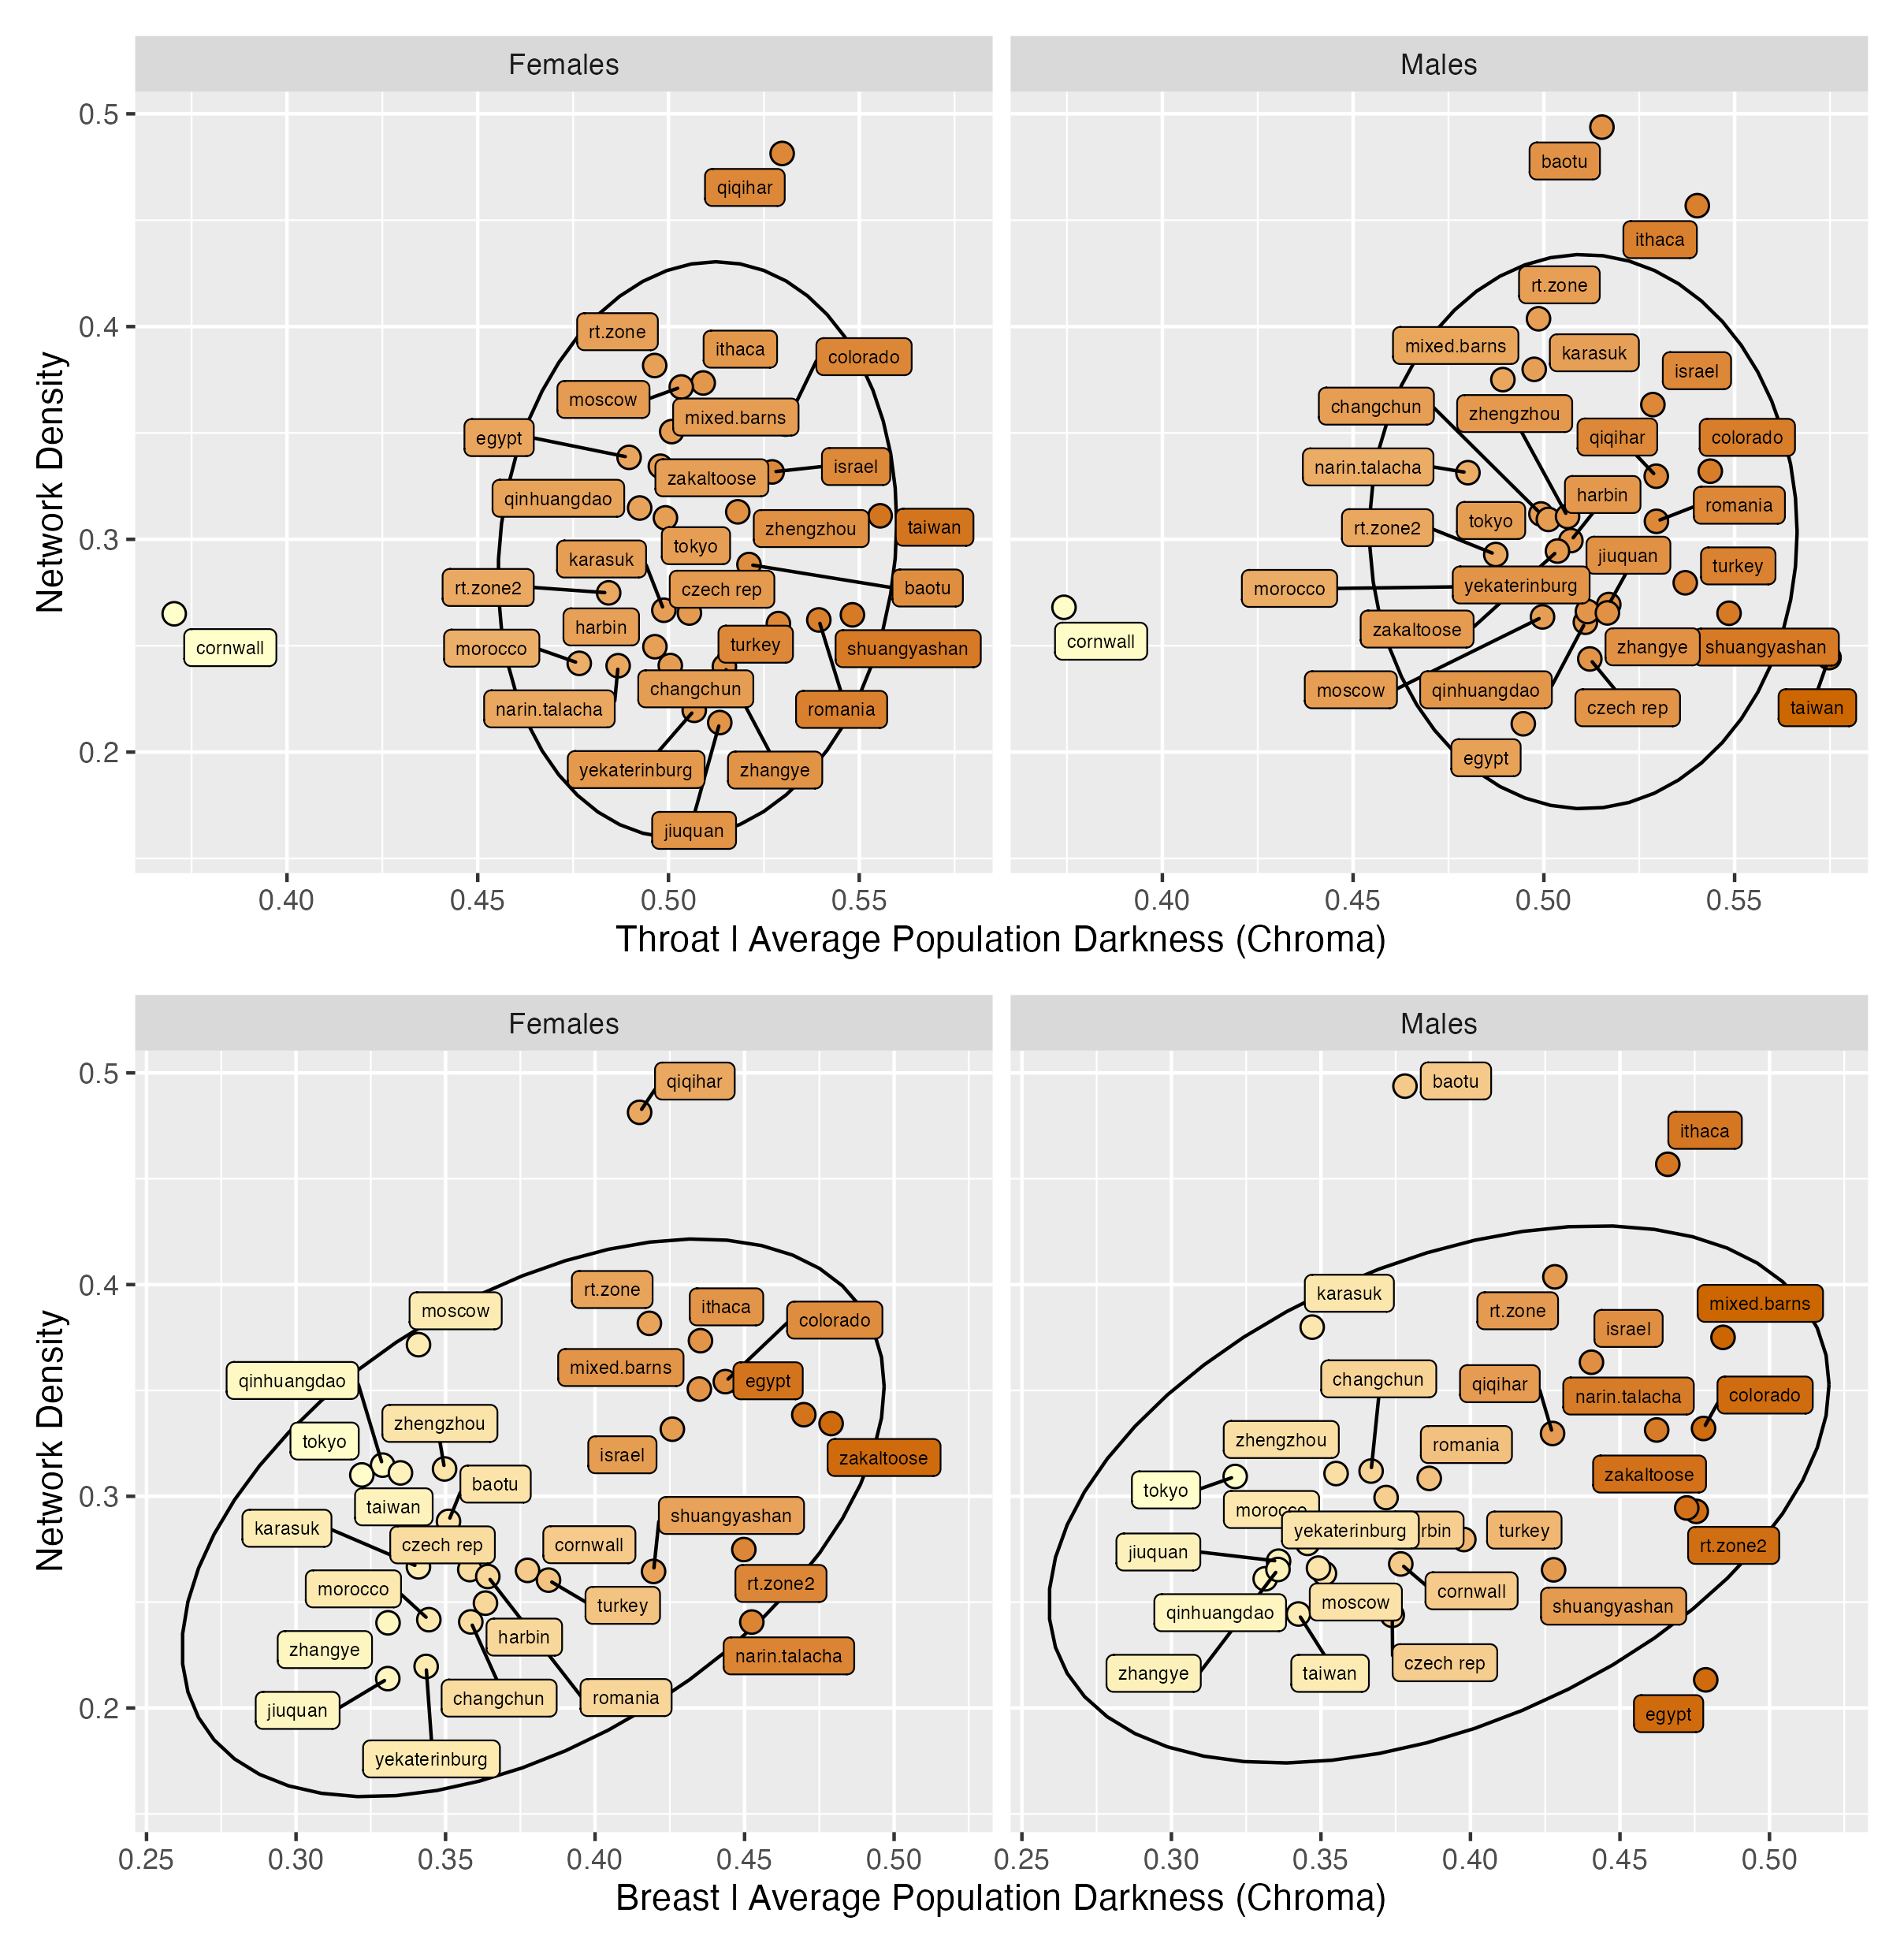 Females
Males
Network Density
0.5
0.4
0.3
0.2
qiqihar
rt.zone
ithaca
colorado
moscow
mixed.barns
egypt
israel
zakaltoose
qinhuangdao
zhengzhou
taiwan
tokyo
karasuk
rt.zone2
czech rep
baotu
harbin
cornwall
morocco
turkey
shuangyashan
changchun
narin.talacha
romania
yekaterinburg
zhangye
jiuquan
baotu
ithaca
rt.zone
mixed.barns
karasuk
israel
changchun
zhengzhou
qiqihar
colorado
narin.talacha
harbin
romania
rt.zone2
tokyo
jiuquan
turkey
morocco
yekaterinburg
zakaltoose
cornwall
zhangye
shuangyashan
moscow
qinhuangdao
czech rep
taiwan
egypt
0.40
0.45
0.50
0.55
0.40
0.45
0.50
0.55
Throat | Average Population Darkness (Chroma)
Females
Males
Network Density
0.5
0.4
0.3
0.2
qiqihar
rt.zone
ithaca
moscow
colorado
mixed.barns
egypt
qinhuangdao
zhengzhou
tokyo
israel
zakaltoose
baotu
taiwan
shuangyashan
karasuk
czech rep
cornwall
rt.zone2
morocco
turkey
harbin
zhangye
narin.talacha
jiuquan
changchun
romania
yekaterinburg
baotu
ithaca
karasuk
mixed.barns
rt.zone
israel
changchun
qiqihar
narin.talacha
colorado
zhengzhou
romania
zakaltoose
tokyo
morocco
yekaterinburg
rbin
turkey
rt.zone2
jiuquan
cornwall
moscow
qinhuangdao
shuangyashan
zhangye
taiwan
czech rep
egypt
0.25
0.30
0.35
0.40
0.45
0.50
0.25
0.30
0.35
0.40
0.45
0.50
Breast | Average Population Darkness (Chroma)